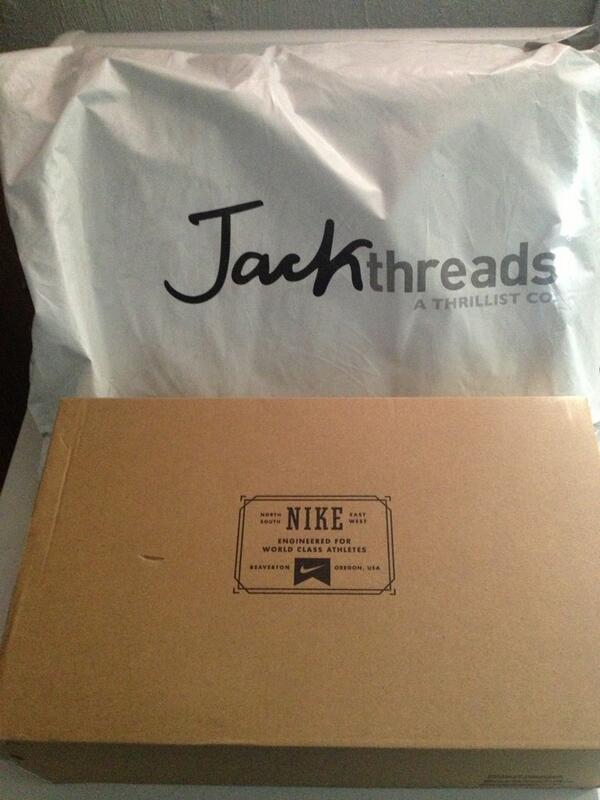 Jackthreads
A THRILLIST CO.
NORTH SOUTH NIKE EAST WEST
ENGINEERED FOR
WORLD CLASS ATHLETES
BEAVERTON OREGON, USA